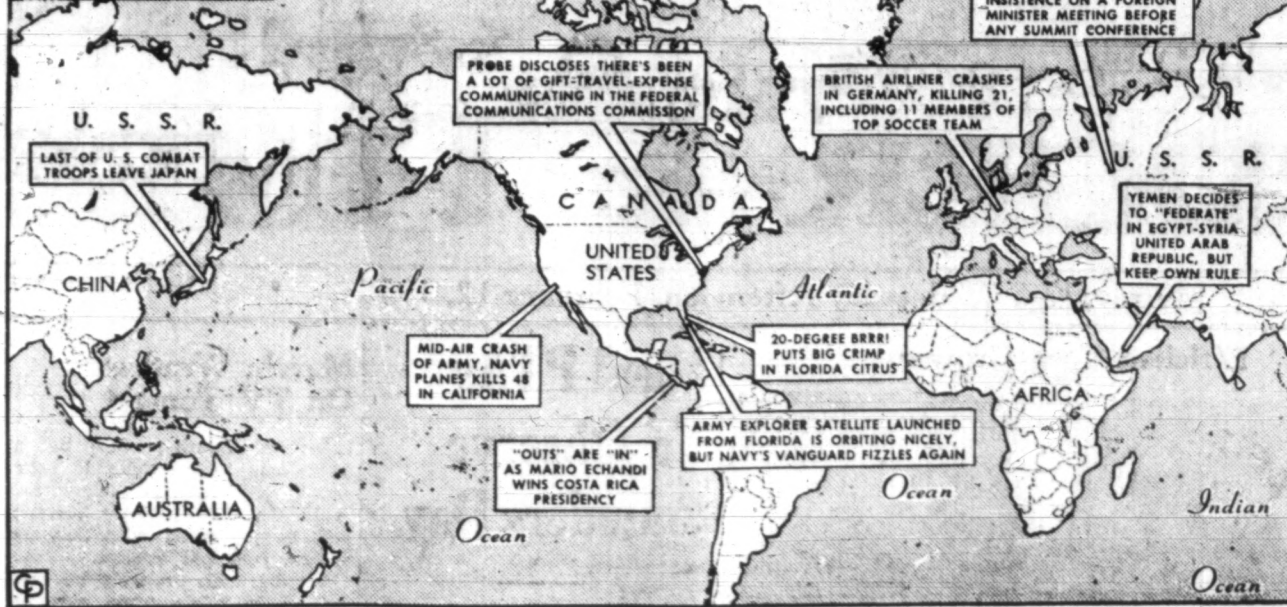 INSISTENCE ON A FOREIGN
MINISTER MEETING BEFORE
ANY SUMMIT CONFERENCE
PROBE DISCLOSES THERE'S BEEN
A LOT OF GIFT-TRAVEL-EXPENSE
COMMUNICATING IN THE FEDERAL
COMMUNICATIONS COMMISSION
BRITISH AIRLINER CRASHES
IN GERMANY, KILLING 21,
INCLUDING 11 MEMBERS OF
TOP SOCCER TEAM
U. S. S. R.
LAST OF U. S. COMBAT
TROOPS LEAVE JAPAN
U. S. S. R.
YEMEN DECIDES
TO "FEDERATE"
IN EGYPT-SYRIA
UNITED ARAB
REPUBLIC, BUT
KEEP OWN RULE
CANADA
UNITED
STATES
CHINA
Pacific
Atlantic
MID-AIR CRASH
OF ARMY, NAVY
PLANES KILLS 48
IN CALIFORNIA
20-DEGREE BRRR!
PUTS BIG CRIMP
IN FLORIDA CITRUS
AFRICA
ARMY EXPLORER SATELLITE LAUNCHED
FROM FLORIDA IS ORBITING NICELY,
BUT NAVY'S VANGUARD FIZZLES AGAIN
"OUTS" ARE "IN"
AS MARIO ECHANDI
WINS COSTA RICA
PRESIDENCY
AUSTRALIA
Ocean
Indian
Ocean
Ocean
CP